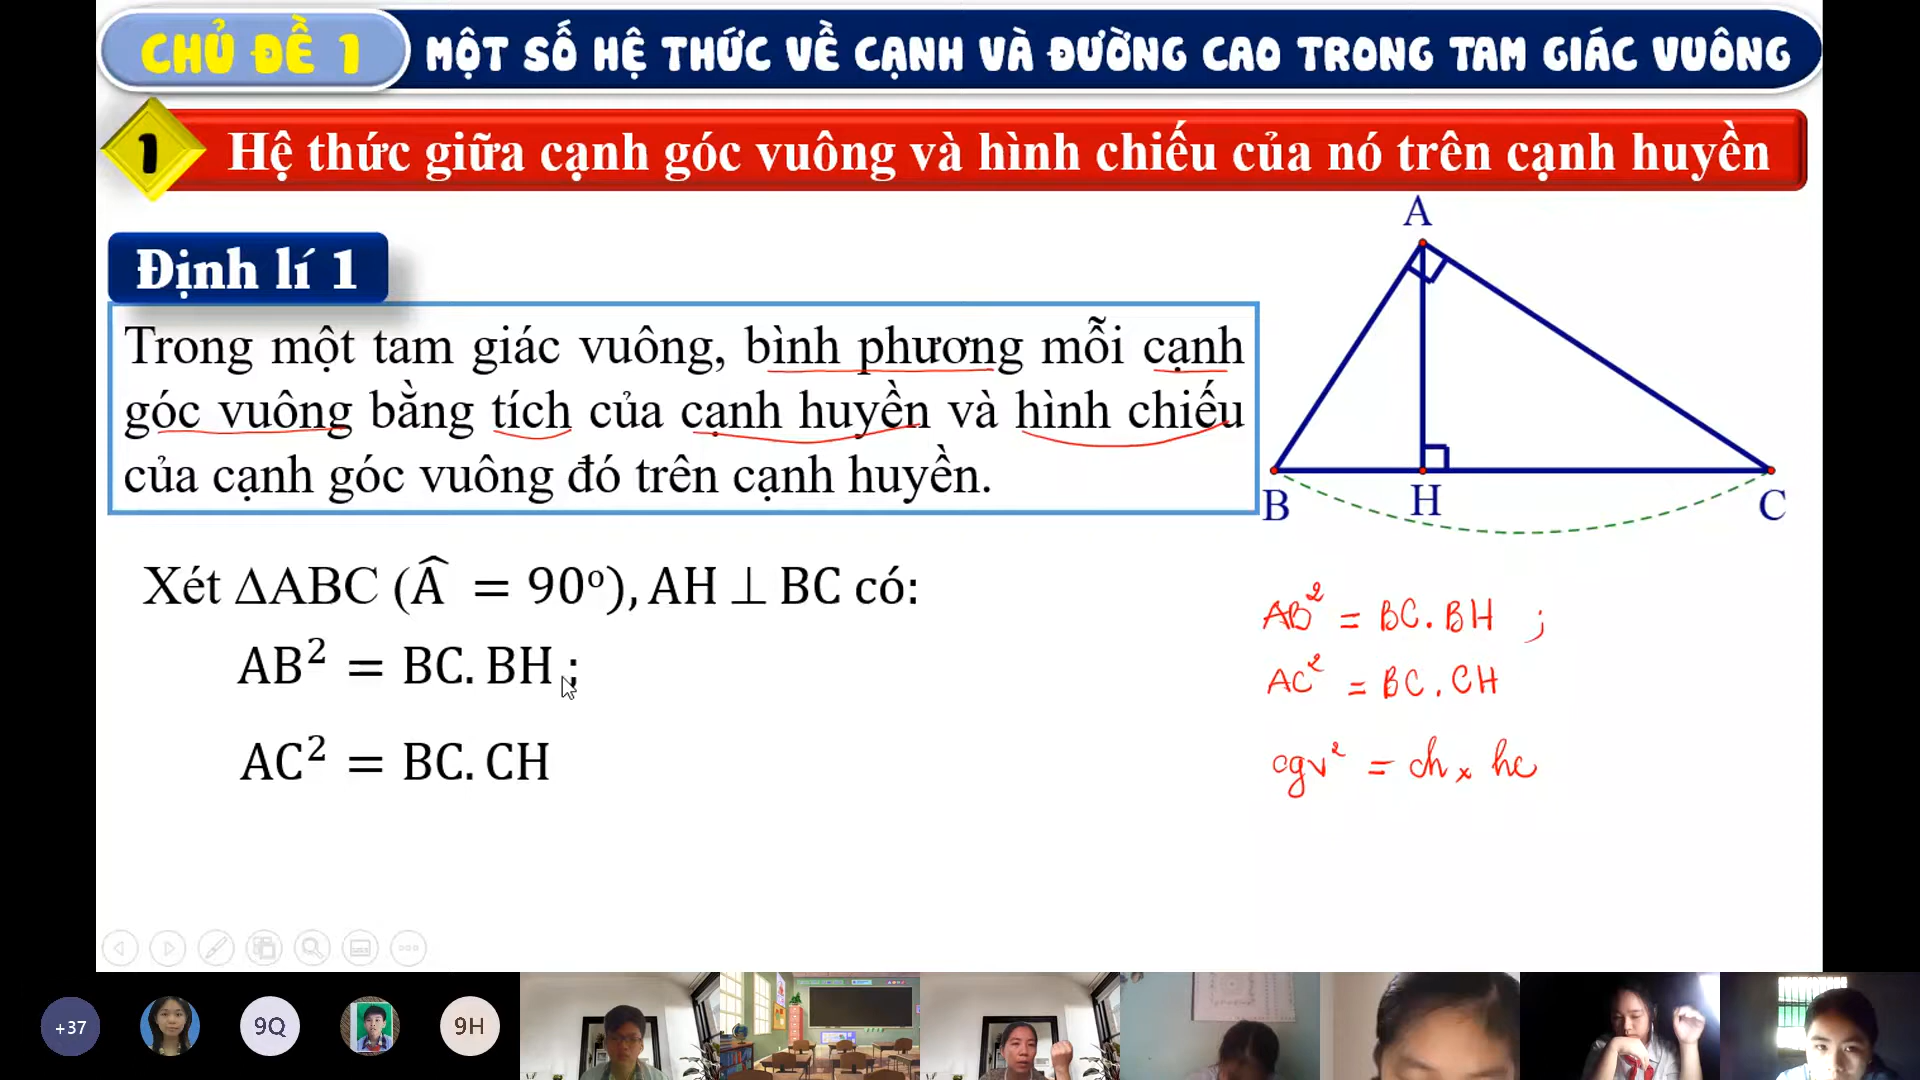 CHỦ ĐỀ 1 MỘT SỐ HỆ THỨC VỀ CẠNH VÀ ĐƯỜNG CAO TRONG TAM GIÁC VUÔNG
1 Hệ thức giữa cạnh góc vuông và hình chiếu của nó trên cạnh huyền
Định lí 1
Trong một tam giác vuông, bình phương mỗi cạnh
góc vuông bằng tích của cạnh huyền và hình chiếu
của cạnh góc vuông đó trên cạnh huyền.
A
B H C
Xét ΔABC (Â = 90º), AH ⊥ BC có:
AB² = BC. BH ;
AC² = BC. CH
AB² = BC. BH ;
AC² = BC. CH
cgv² = ch x hc
+37 9Q 9H